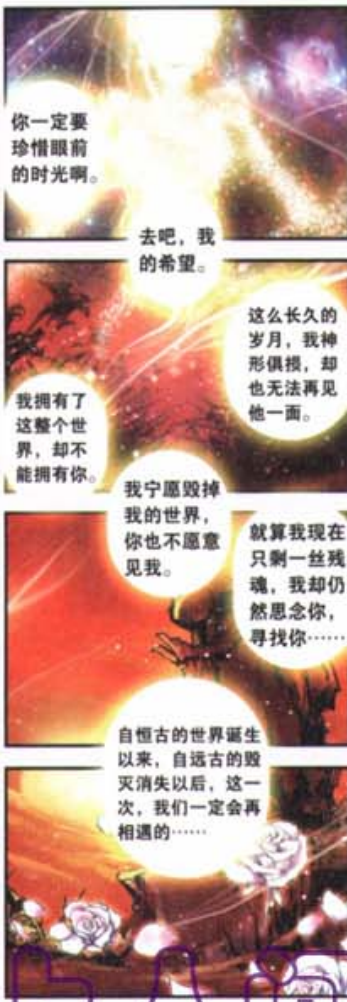 你一定要
珍惜眼前
的时光啊。
去吧，我
的希望。
这么长久的
岁月，我神
形俱损，却
也无法再见
他一面。
我拥有了
这整个世
界，却不
能拥有你。
我宁愿毁掉
我的世界，
你也不愿意
见我。
就算我现在
只剩一丝残
魂，我却仍
然思念你，
寻找你……
自恒古的世界诞生
以来，自远古的毁
灭消失以后，这一
次，我们一定会再
相遇的……